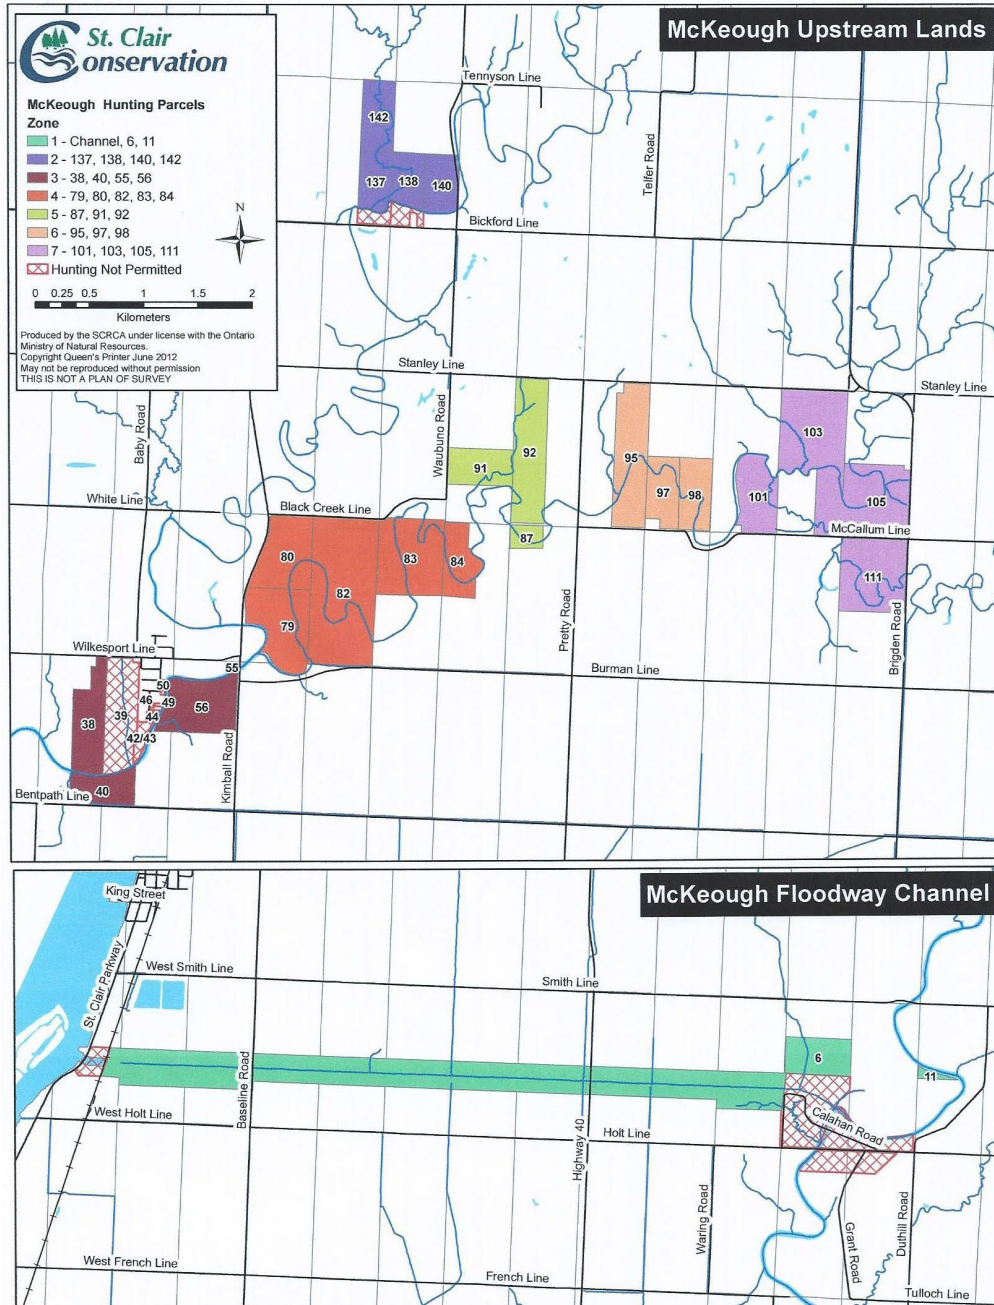 McKeough Upstream Lands
St. Clair
Conservation
McKeough Hunting Parcels
Zone
1 - Channel, 6, 11
2 - 137, 138, 140, 142
3 - 38, 40, 55, 56
4 - 79, 80, 82, 83, 84
5 - 87, 91, 92
6 - 95, 97, 98
7 - 101, 103, 105, 111
Hunting Not Permitted
N
0 0.25 0.5 1 1.5 2
Kilometers
Produced by the SCRCA under license with the Ontario
Ministry of Natural Resources.
Copyright Queen's Printer June 2012
May not be reproduced without permission
THIS IS NOT A PLAN OF SURVEY
Tennyson Line
142
Telfer Road
137
138
140
Bickford Line
Stanley Line
Stanley Line
Baby Road
Waubuno Road
103
91
92
95
97
98
101
105
White Line
Black Creek Line
McCallum Line
87
80
83
84
82
111
79
Pretty Road
Brigden Road
Wilkesport Line
55
Burman Line
50
46
49
56
38
39
44
42/43
Kimball Road
40
Bentpath Line
McKeough Floodway Channel
King Street
St. Clair Parkway
West Smith Line
Smith Line
6
11
Baseline Road
West Holt Line
Highway 40
Holt Line
Calahan Road
Waring Road
Grant Road
Duthill Road
West French Line
French Line
Tulloch Line